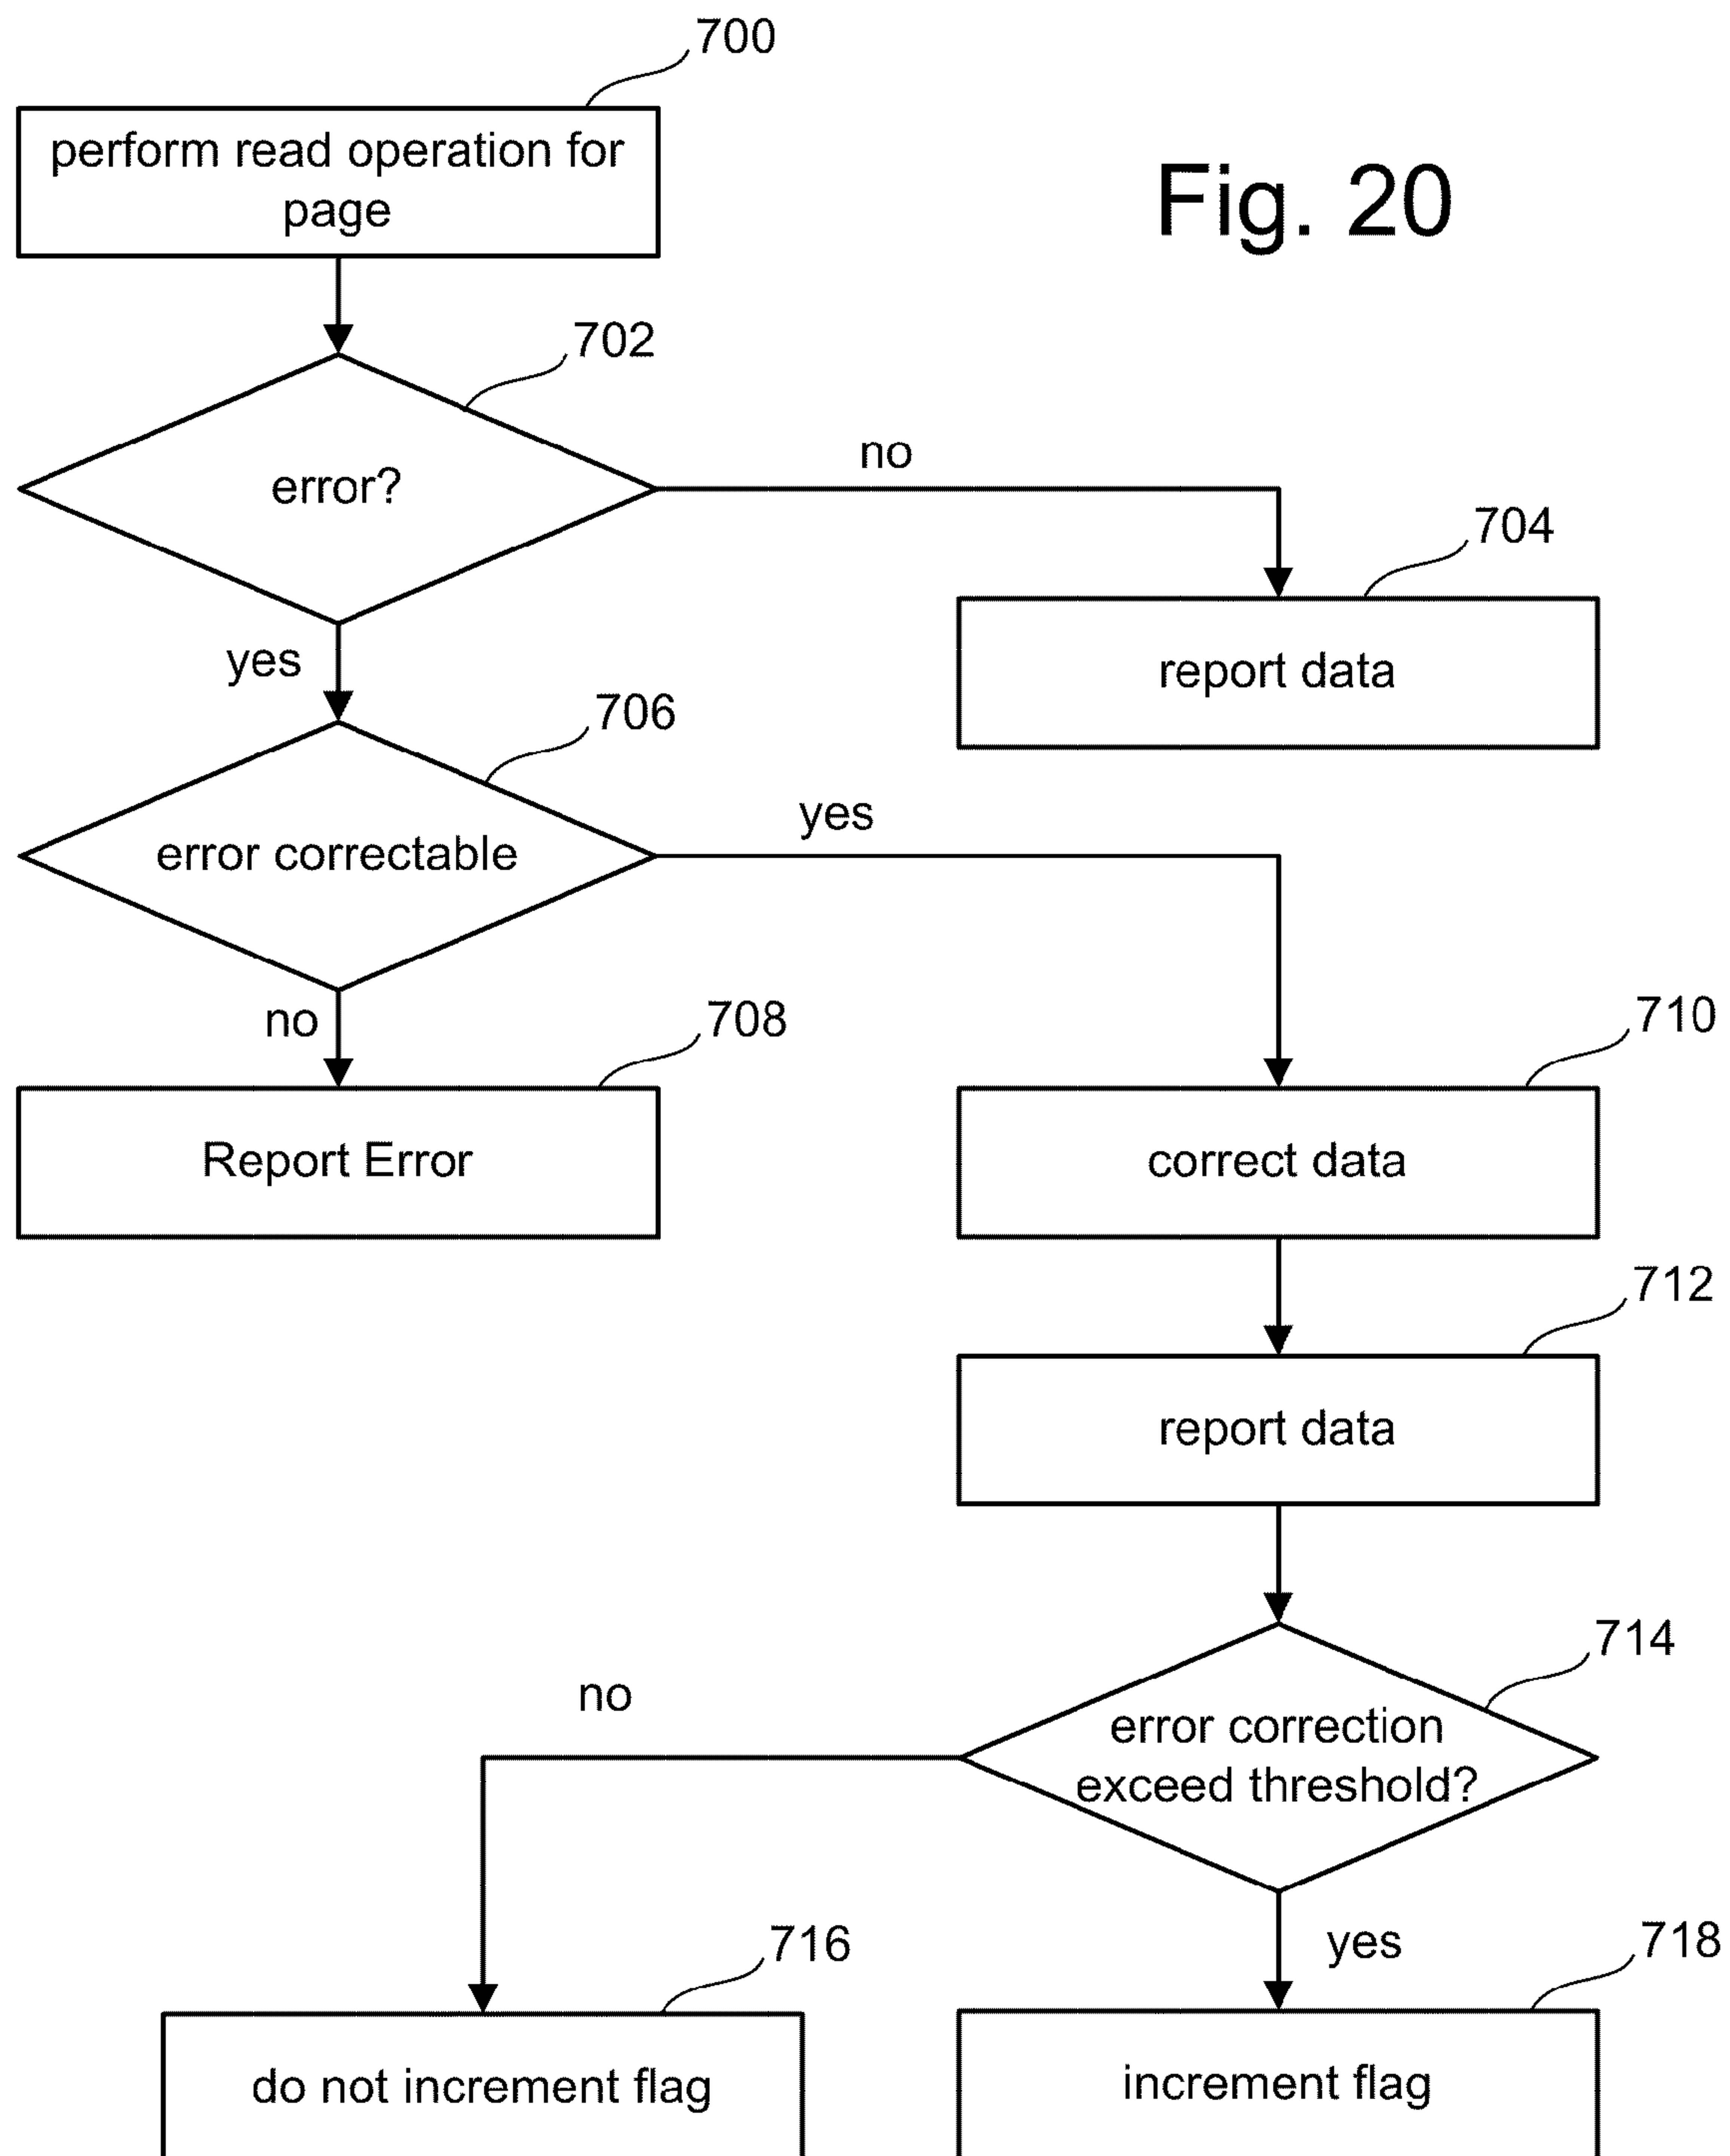 700
perform read operation for
page
Fig. 20
702
error?
no
704
report data
yes
706
error correctable
yes
no
708
Report Error
710
correct data
712
report data
714
error correction
exceed threshold?
no
716
do not increment flag
yes
718
increment flag